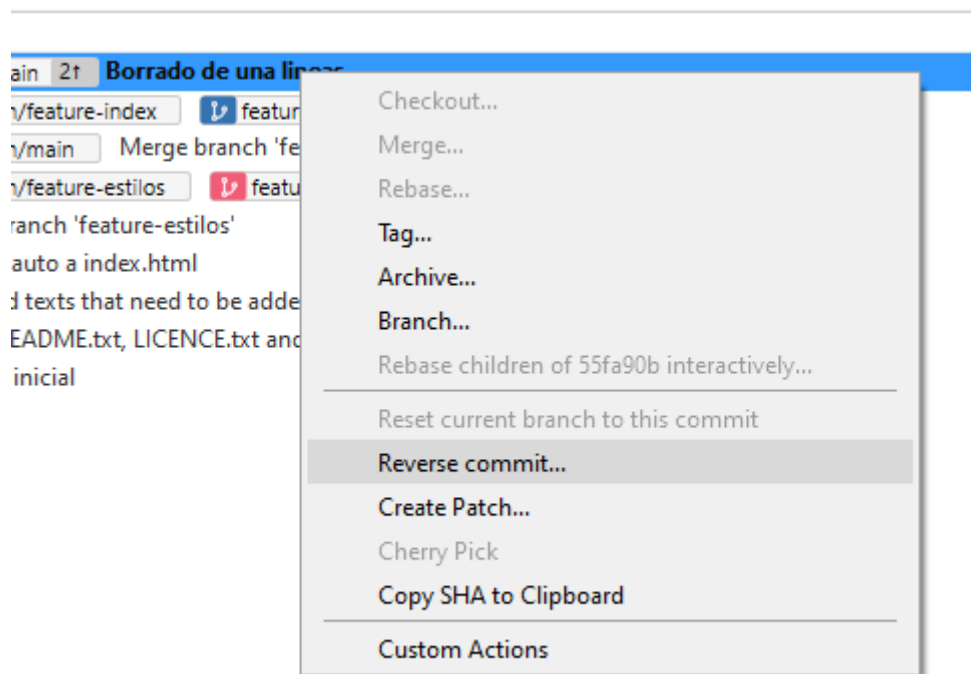 ain 2↑ Borrado de una lineas
n/feature-index featur
n/main Merge branch 'fe
n/feature-estilos featu
ranch 'feature-estilos'
auto a index.html
d texts that need to be adde
EADME.txt, LICENCE.txt and
inicial
Checkout...
Merge...
Rebase...
Tag...
Archive...
Branch...
Rebase children of 55fa90b interactively...
Reset current branch to this commit
Reverse commit...
Create Patch...
Cherry Pick
Copy SHA to Clipboard
Custom Actions